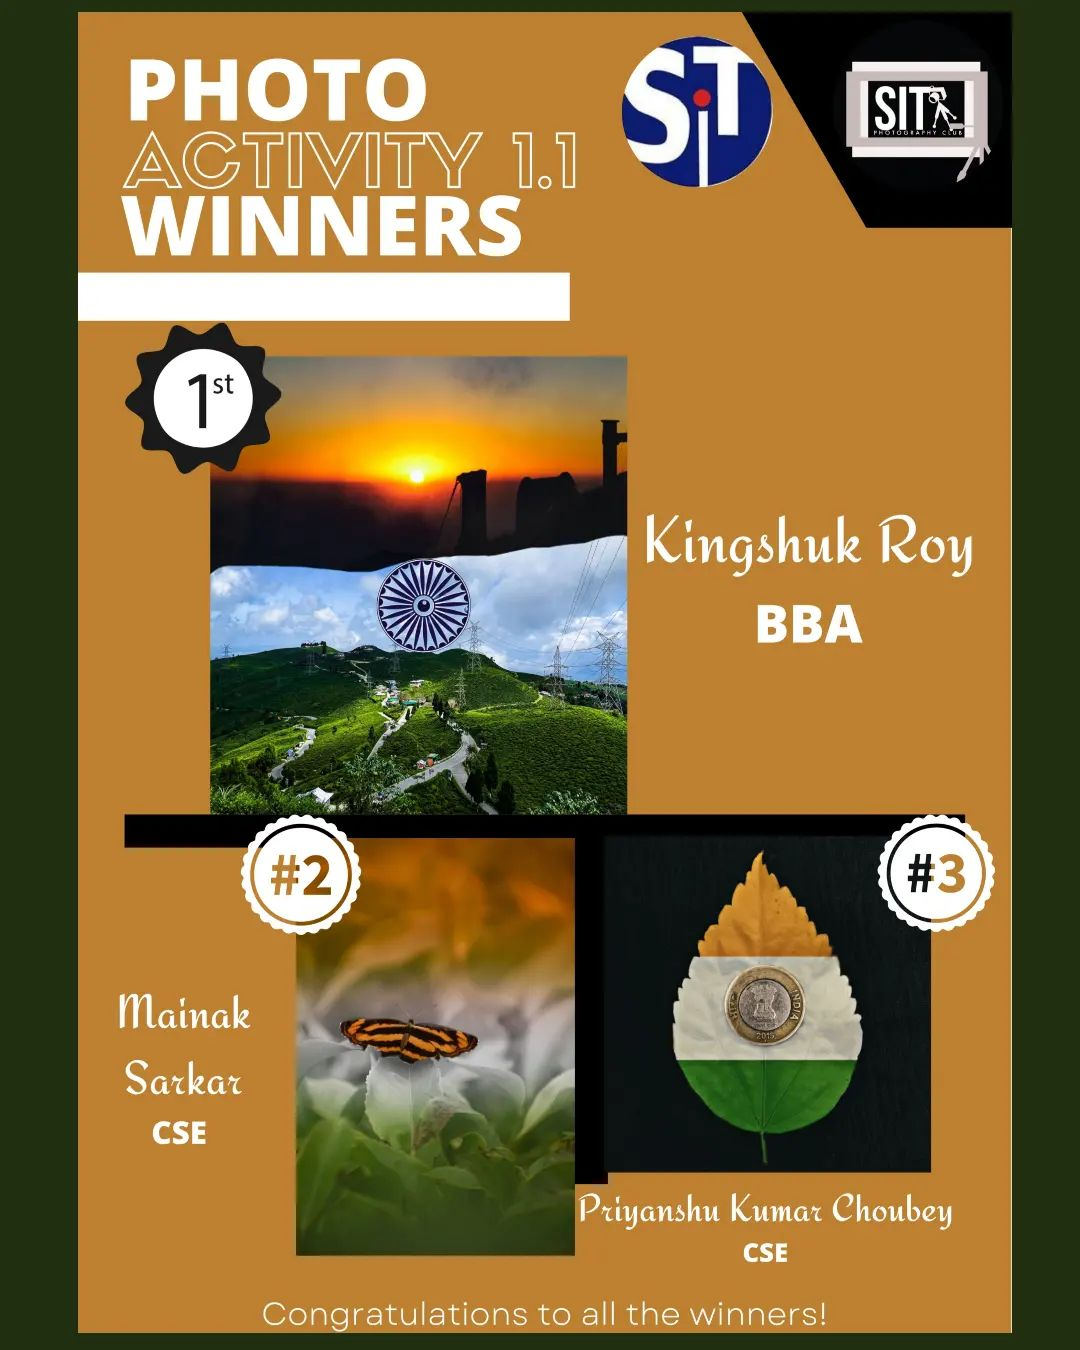 PHOTO
ACTIVITY 1.1
WINNERS
SiT
SIT
PHOTOGRAPHY CLUB
1st
Kingshuk Roy
BBA
#2
#3
Mainak
Sarkar
CSE
INDIA
2015
Priyanshu Kumar Choubey
CSE
Congratulations to all the winners!